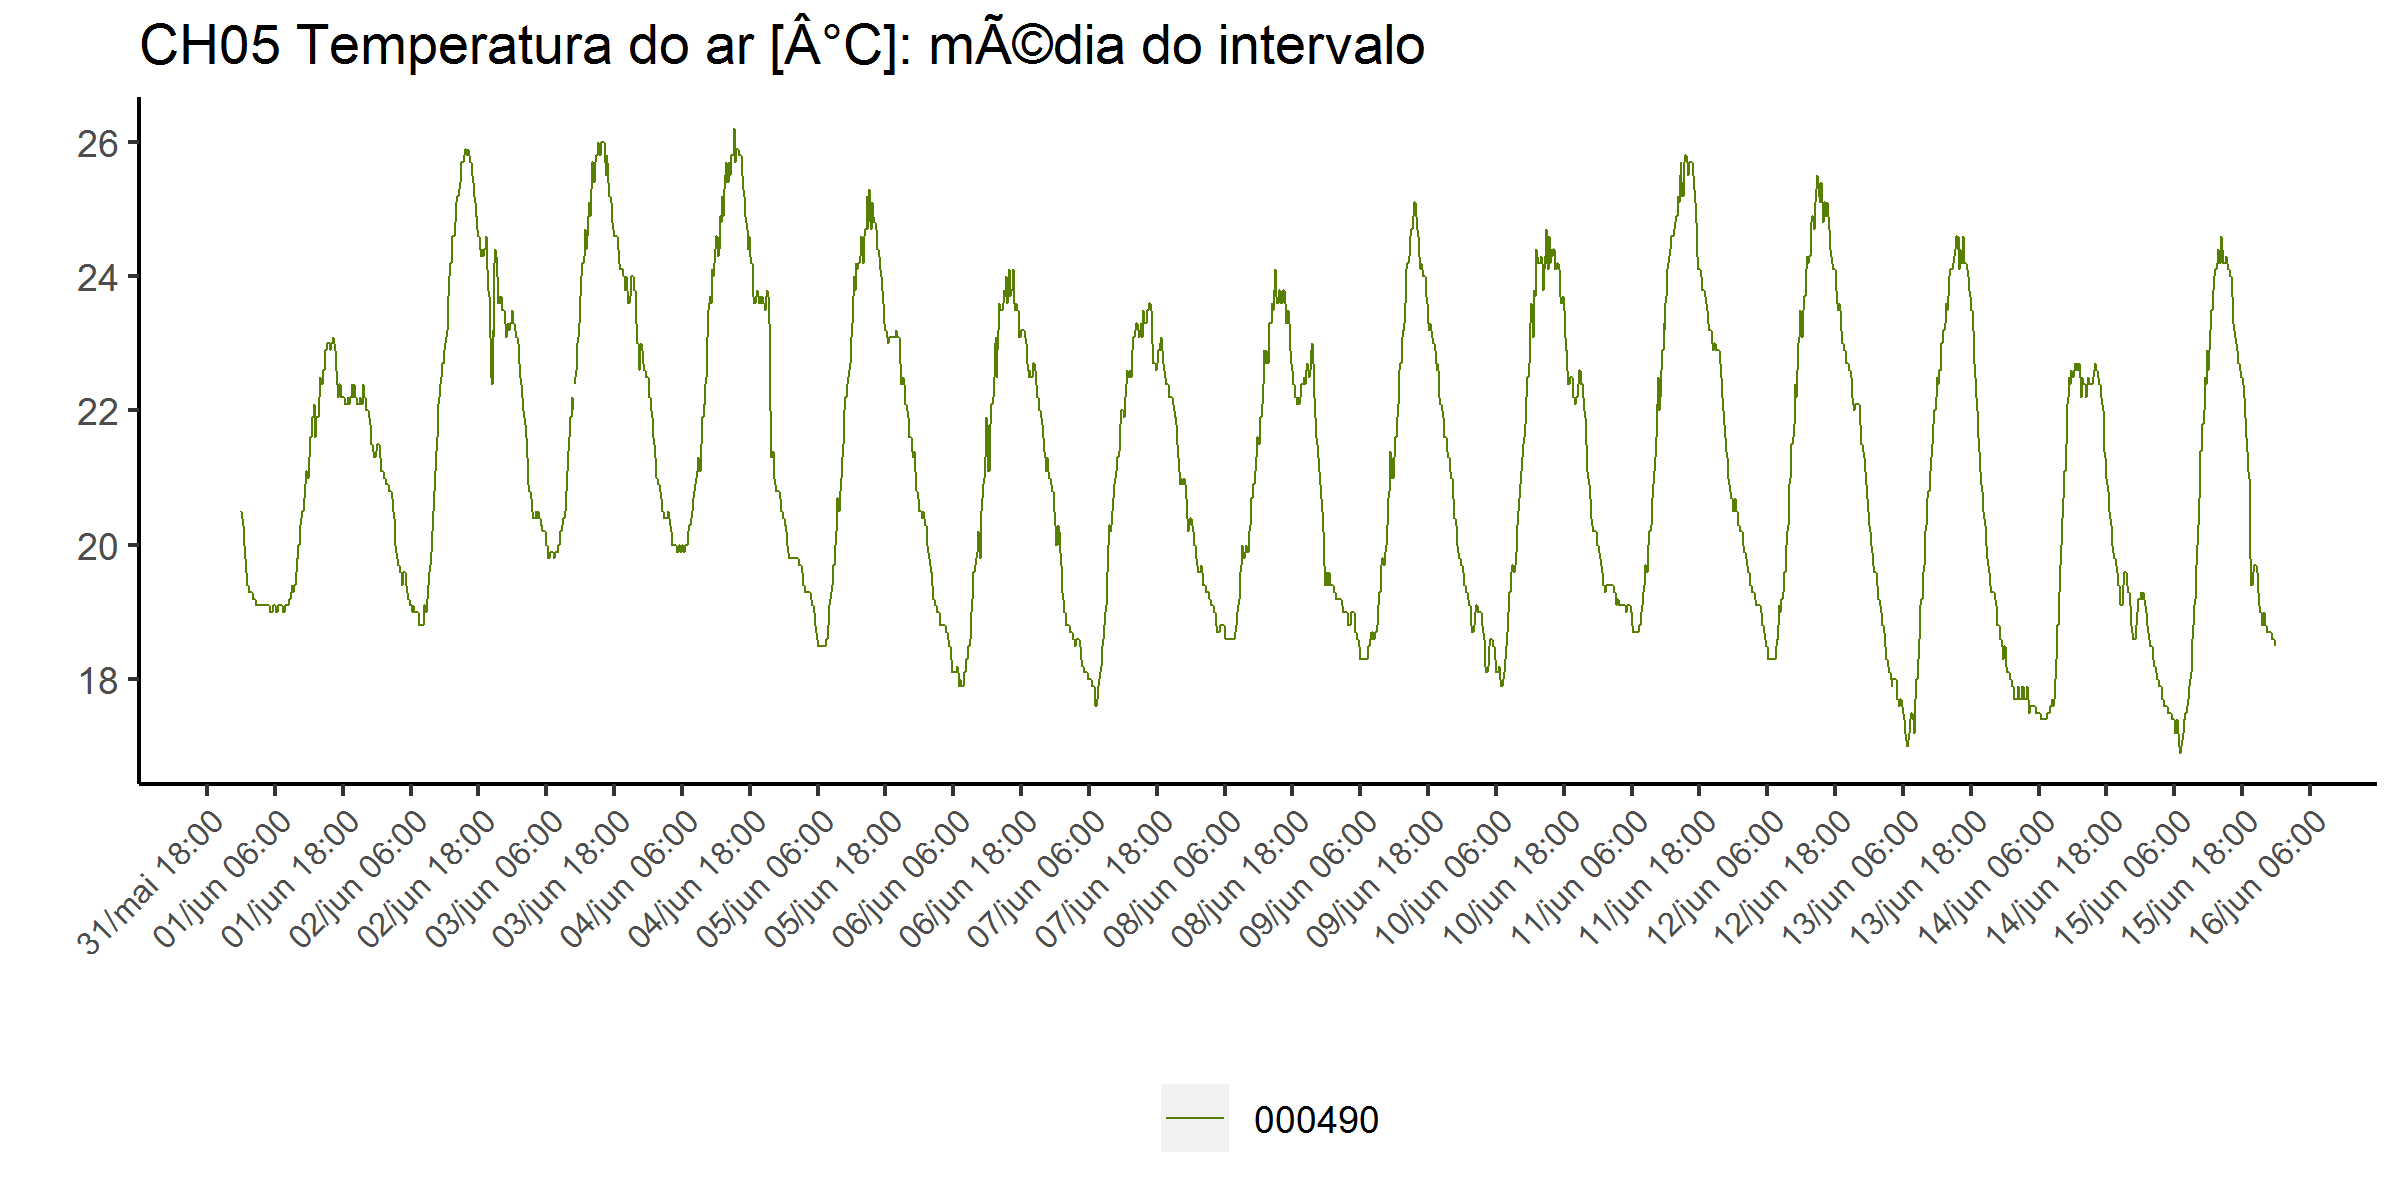 CH05 Temperatura do ar [Â°C]: mÃ©dia do intervalo
26
24
22
20
18
31/mai 18:00
01/jun 06:00
01/jun 18:00
02/jun 06:00
02/jun 18:00
03/jun 06:00
03/jun 18:00
04/jun 06:00
04/jun 18:00
05/jun 06:00
05/jun 18:00
06/jun 06:00
06/jun 18:00
07/jun 06:00
07/jun 18:00
08/jun 06:00
08/jun 18:00
09/jun 06:00
09/jun 18:00
10/jun 06:00
10/jun 18:00
11/jun 06:00
11/jun 18:00
12/jun 06:00
12/jun 18:00
13/jun 06:00
13/jun 18:00
14/jun 06:00
14/jun 18:00
15/jun 06:00
15/jun 18:00
16/jun 06:00
000490